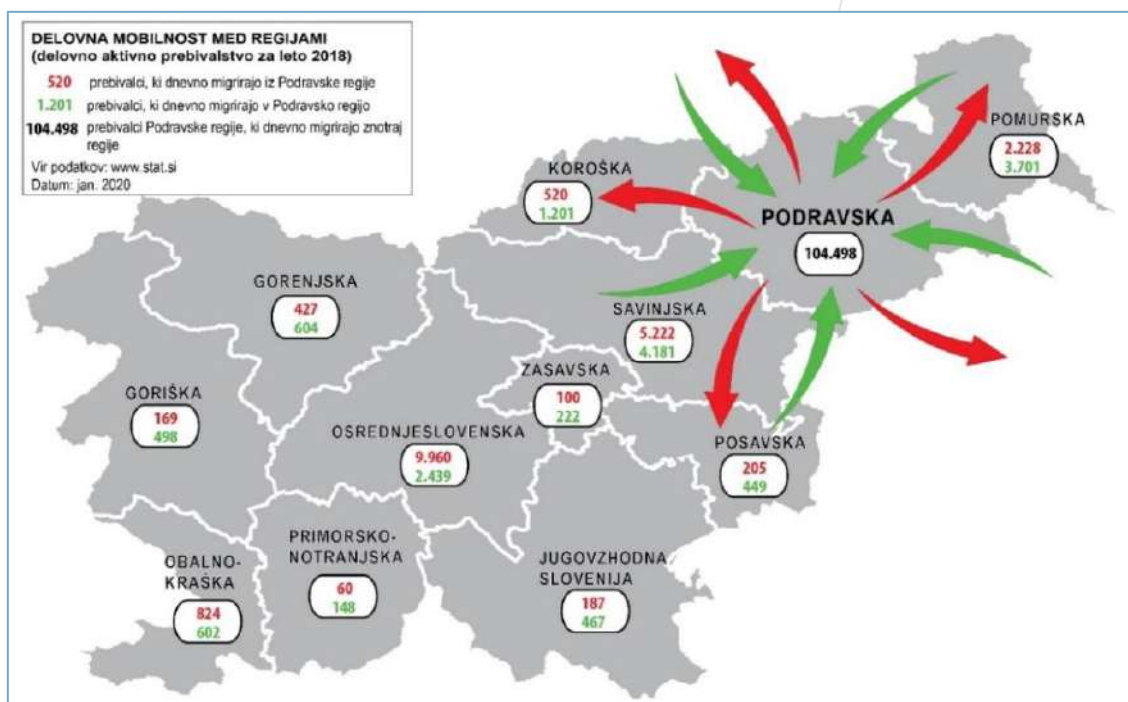 DELOVNA MOBILNOST MED REGIJAMI
(delovno aktivno prebivalstvo za leto 2018)
520 prebivalci, ki dnevno migrirajo iz Podravske regije
1.201 prebivalci, ki dnevno migrirajo v Podravsko regijo
104.498 prebivalci Podravske regije, ki dnevno migrirajo znotraj
regije
Vir podatkov: www.stat.si
Datum: jan. 2020
POMURSKA
2.228
3.701
KOROŠKA
520
1.201
PODRAVSKA
104.498
GORENJSKA
427
604
SAVINJSKA
5.222
4.181
ZASAVSKA
100
222
GORIŠKA
169
498
OSREDNJESLOVENSKA
9.960
2.439
POSAVSKA
205
449
PRIMORSKO-
NOTRANJSKA
60
148
OBALNO-
KRAŠKA
824
602
JUGOVZHODNA
SLOVENIJA
187
467